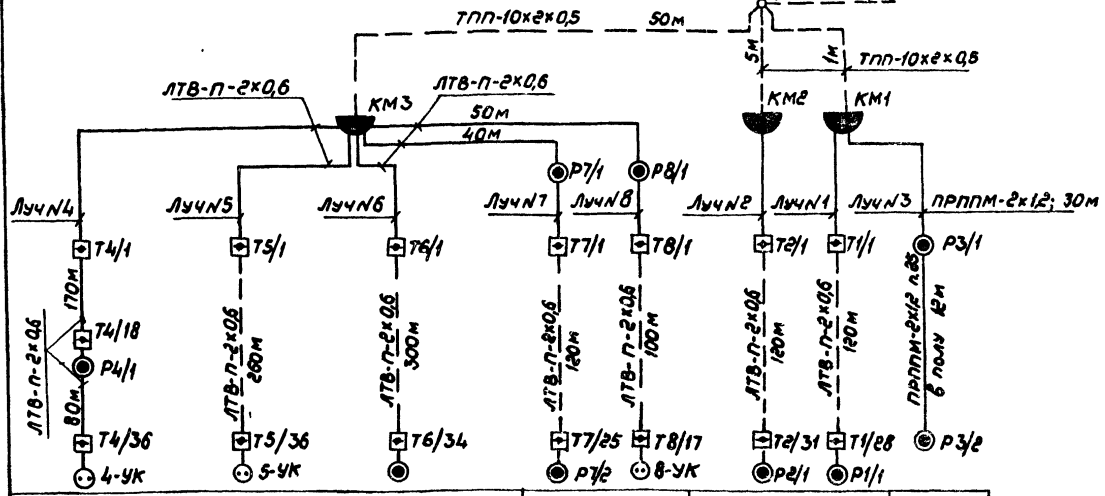 ТПП-10×2×0,5 50м
5м
1м
ТПП-10×2×0,5
ЛТВ-П-2×0,6
КМ3
ЛТВ-П-2×0,6
КМ2
КМ1
50м
40м
Р7/1
Р8/1
Луч N4
Луч N5
Луч N6
Луч N7
Луч N8
Луч N2
Луч N1
Луч N3
ПРППМ-2×1,2; 30м
Т4/1
Т5/1
Т6/1
Т7/1
Т8/1
Т2/1
Т1/1
Р3/1
170м
ЛТВ-П-2×0,6
Т4/18
Р4/1
80м
ЛТВ-П-2×0,6
260м
ЛТВ-П-2×0,6
300м
ЛТВ-П-2×0,6
120м
ЛТВ-П-2×0,6
100м
ЛТВ-П-2×0,6
120м
ЛТВ-П-2×0,6
120м
ПРППМ-2×1,2 п.25
в полу 12м
Т4/36
Т5/36
Т6/34
Т7/25
Т8/17
Т2/31
Т1/28
Р3/2
4-УК
5-УК
Р7/2
8-УК
Р2/1
Р1/1